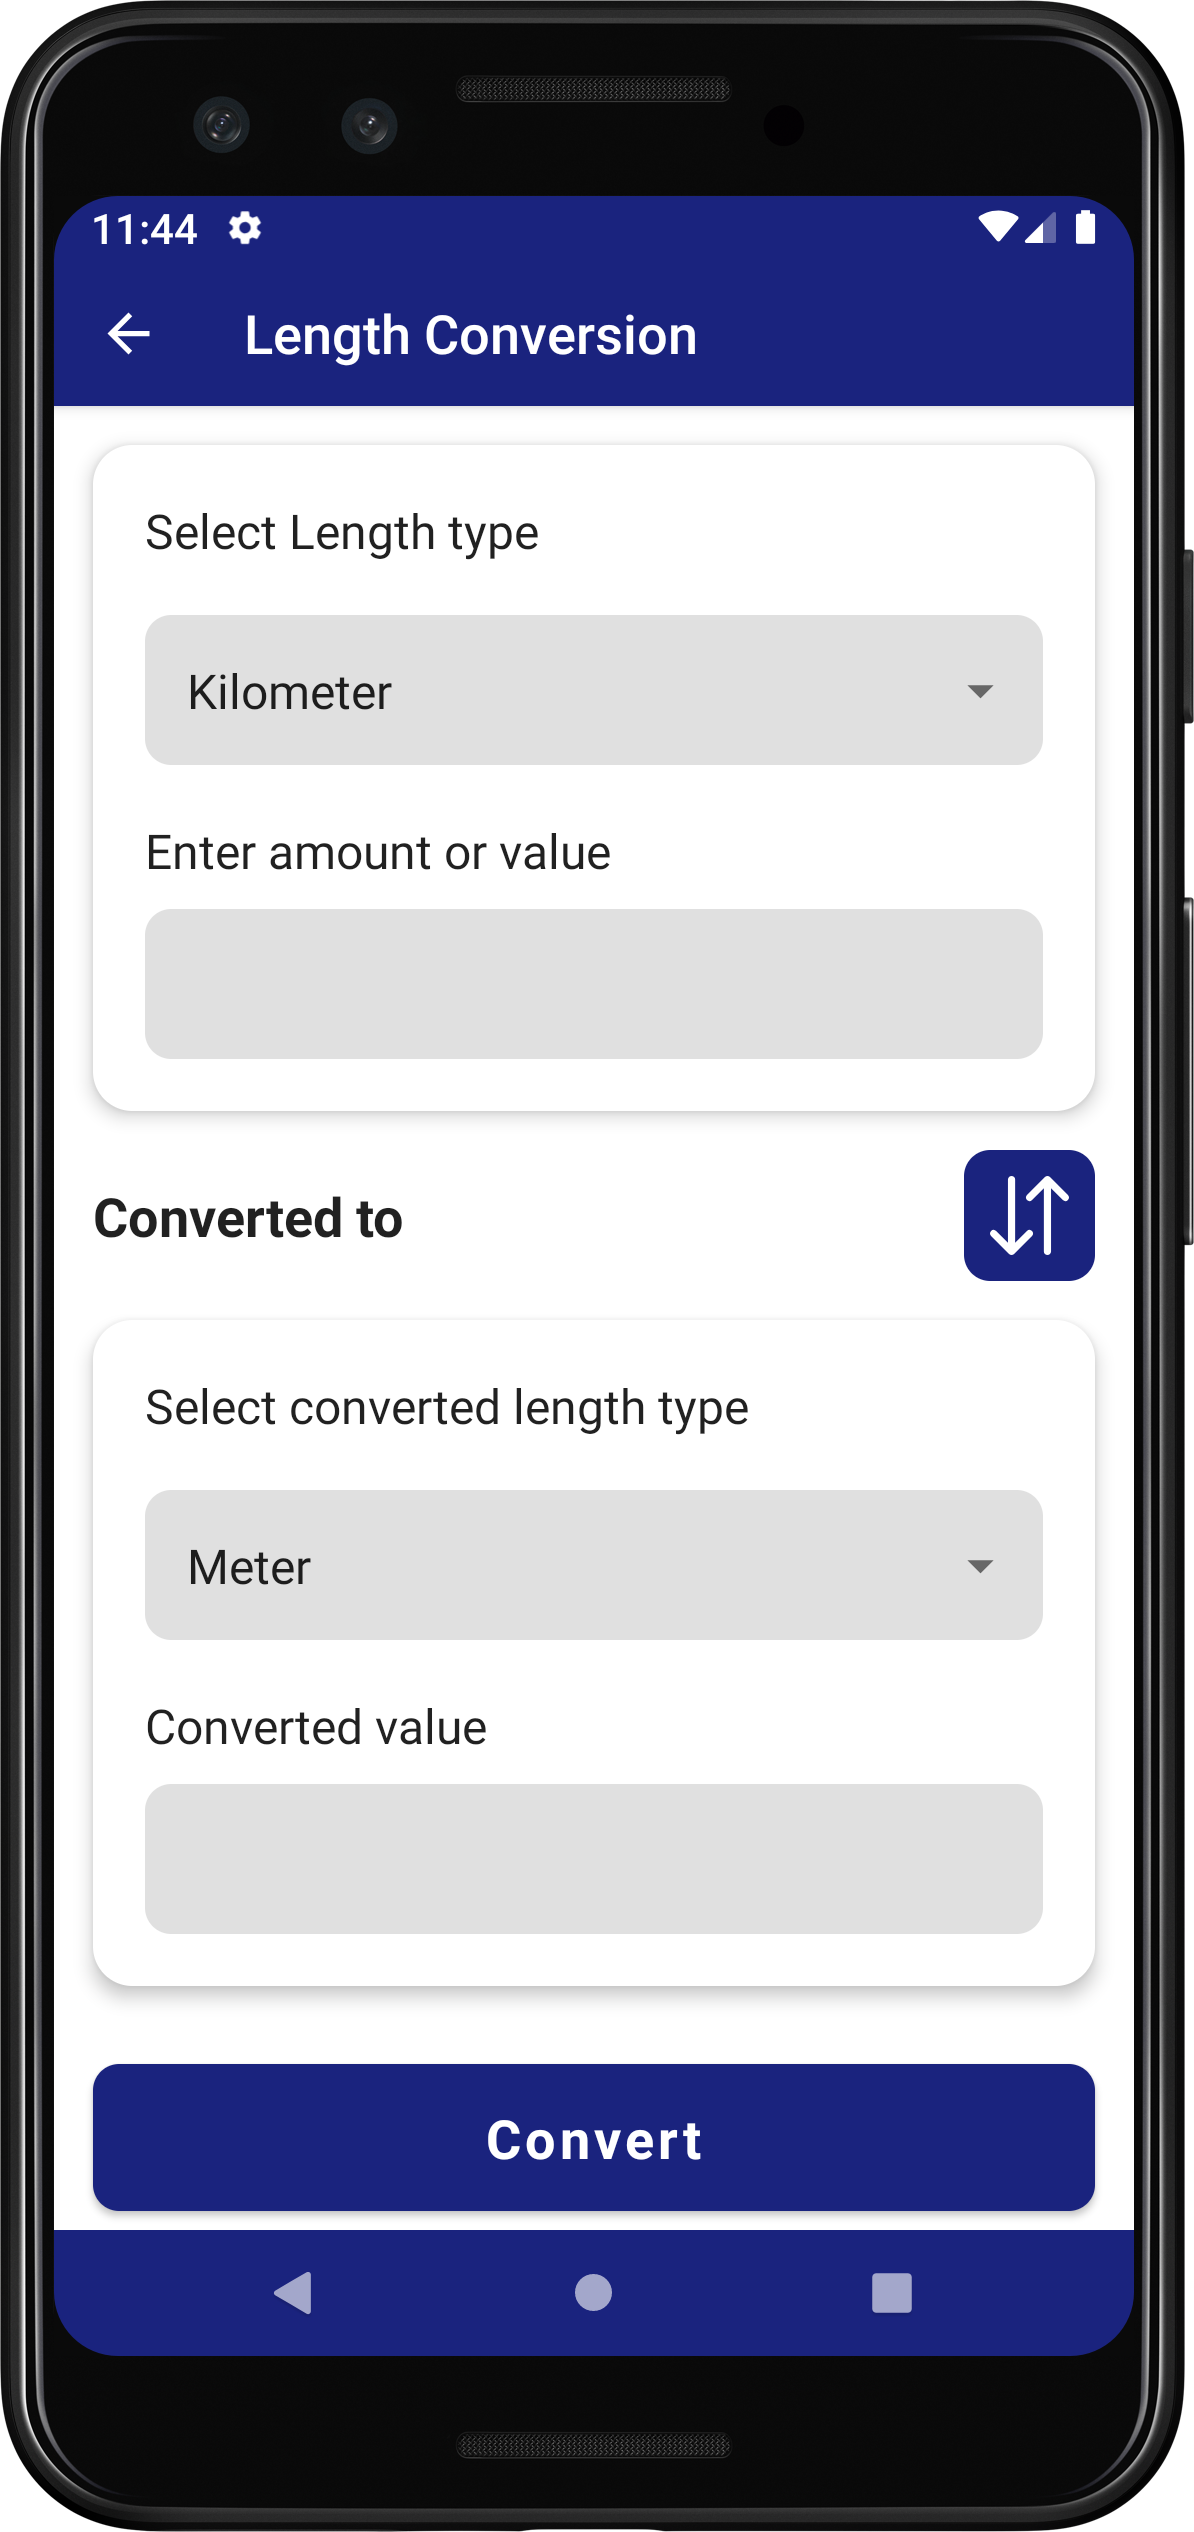 11:44
Length Conversion
Select Length type
Kilometer
Enter amount or value
Converted to
Select converted length type
Meter
Converted value
Convert